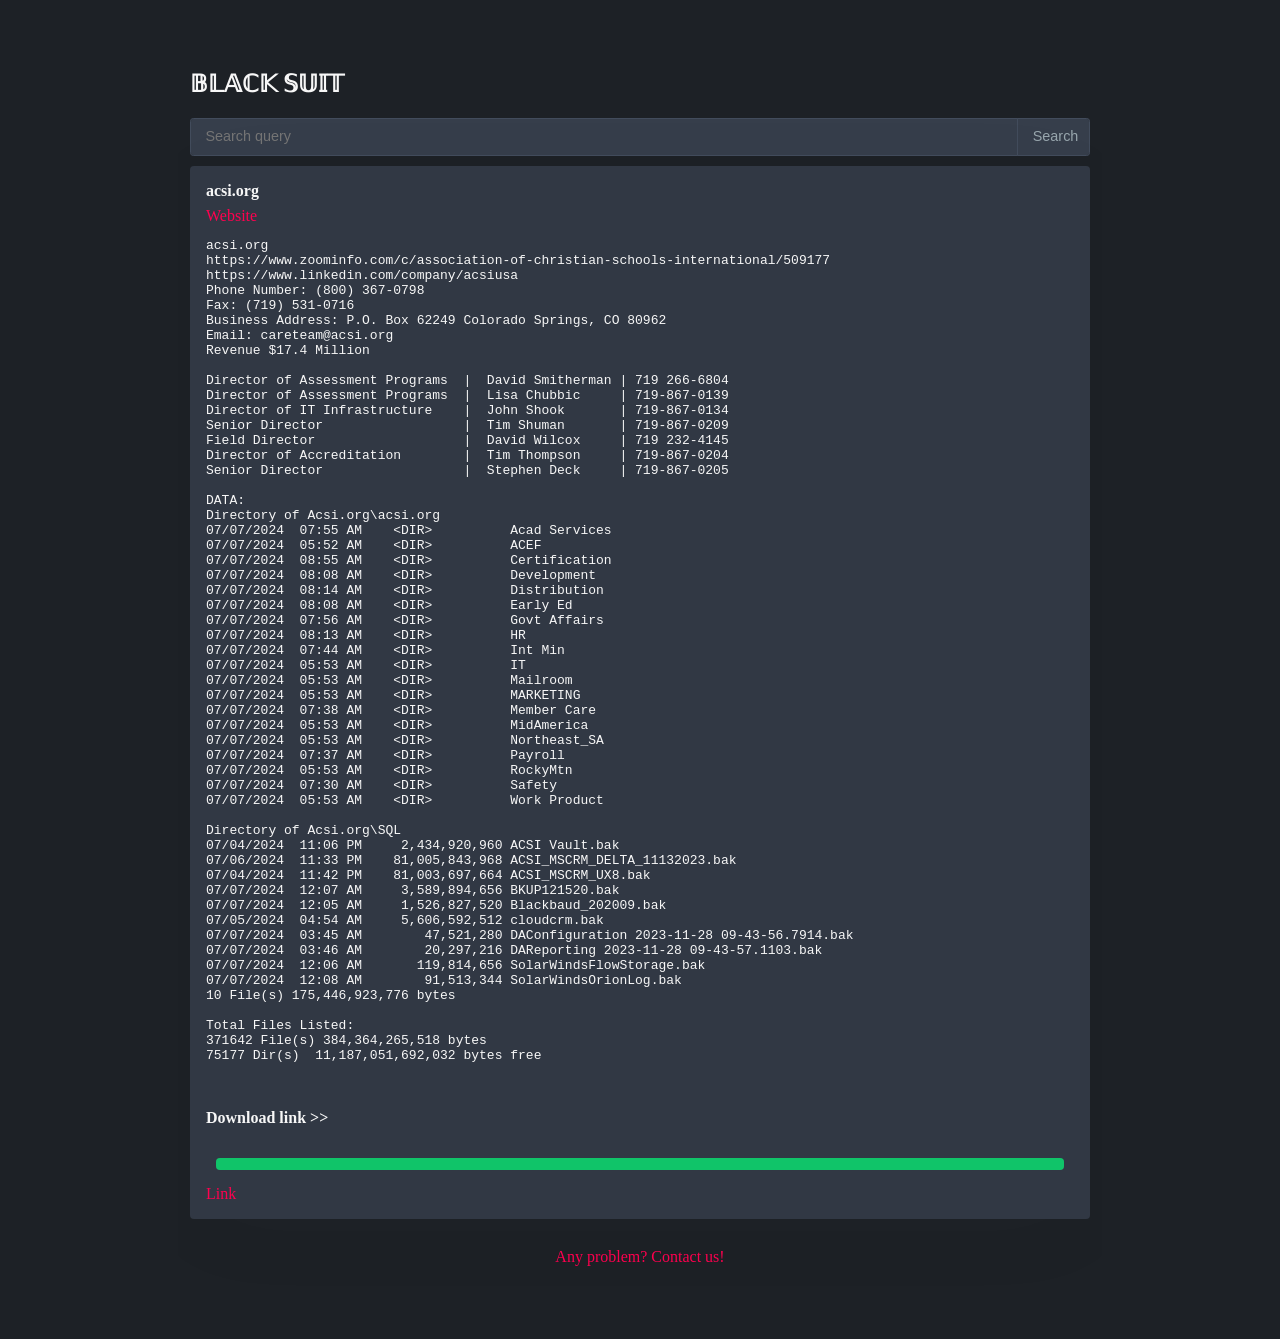 BLACK SUIT
Search query
Search
acsi.org
Website
acsi.org
https://www.zoominfo.com/c/association-of-christian-schools-international/509177
https://www.linkedin.com/company/acsiusa
Phone Number: (800) 367-0798
Fax: (719) 531-0716
Business Address: P.O. Box 62249 Colorado Springs, CO 80962
Email: careteam@acsi.org
Revenue $17.4 Million
Director of Assessment Programs | David Smitherman | 719 266-6804
Director of Assessment Programs | Lisa Chubbic | 719-867-0139
Director of IT Infrastructure | John Shook | 719-867-0134
Senior Director | Tim Shuman | 719-867-0209
Field Director | David Wilcox | 719 232-4145
Director of Accreditation | Tim Thompson | 719-867-0204
Senior Director | Stephen Deck | 719-867-0205
DATA:
Directory of Acsi.org\acsi.org
07/07/2024 07:55 AM <DIR> Acad Services
07/07/2024 05:52 AM <DIR> ACEF
07/07/2024 08:55 AM <DIR> Certification
07/07/2024 08:08 AM <DIR> Development
07/07/2024 08:14 AM <DIR> Distribution
07/07/2024 08:08 AM <DIR> Early Ed
07/07/2024 07:56 AM <DIR> Govt Affairs
07/07/2024 08:13 AM <DIR> HR
07/07/2024 07:44 AM <DIR> Int Min
07/07/2024 05:53 AM <DIR> IT
07/07/2024 05:53 AM <DIR> Mailroom
07/07/2024 05:53 AM <DIR> MARKETING
07/07/2024 07:38 AM <DIR> Member Care
07/07/2024 05:53 AM <DIR> MidAmerica
07/07/2024 05:53 AM <DIR> Northeast_SA
07/07/2024 07:37 AM <DIR> Payroll
07/07/2024 05:53 AM <DIR> RockyMtn
07/07/2024 07:30 AM <DIR> Safety
07/07/2024 05:53 AM <DIR> Work Product
Directory of Acsi.org\SQL
07/04/2024 11:06 PM 2,434,920,960 ACSI Vault.bak
07/06/2024 11:33 PM 81,005,843,968 ACSI_MSCRM_DELTA_11132023.bak
07/04/2024 11:42 PM 81,003,697,664 ACSI_MSCRM_UX8.bak
07/07/2024 12:07 AM 3,589,894,656 BKUP121520.bak
07/07/2024 12:05 AM 1,526,827,520 Blackbaud_202009.bak
07/05/2024 04:54 AM 5,606,592,512 cloudcrm.bak
07/07/2024 03:45 AM 47,521,280 DAConfiguration 2023-11-28 09-43-56.7914.bak
07/07/2024 03:46 AM 20,297,216 DAReporting 2023-11-28 09-43-57.1103.bak
07/07/2024 12:06 AM 119,814,656 SolarWindsFlowStorage.bak
07/07/2024 12:08 AM 91,513,344 SolarWindsOrionLog.bak
10 File(s) 175,446,923,776 bytes
Total Files Listed:
371642 File(s) 384,364,265,518 bytes
75177 Dir(s) 11,187,051,692,032 bytes free
Download link >>
Link
Any problem? Contact us!